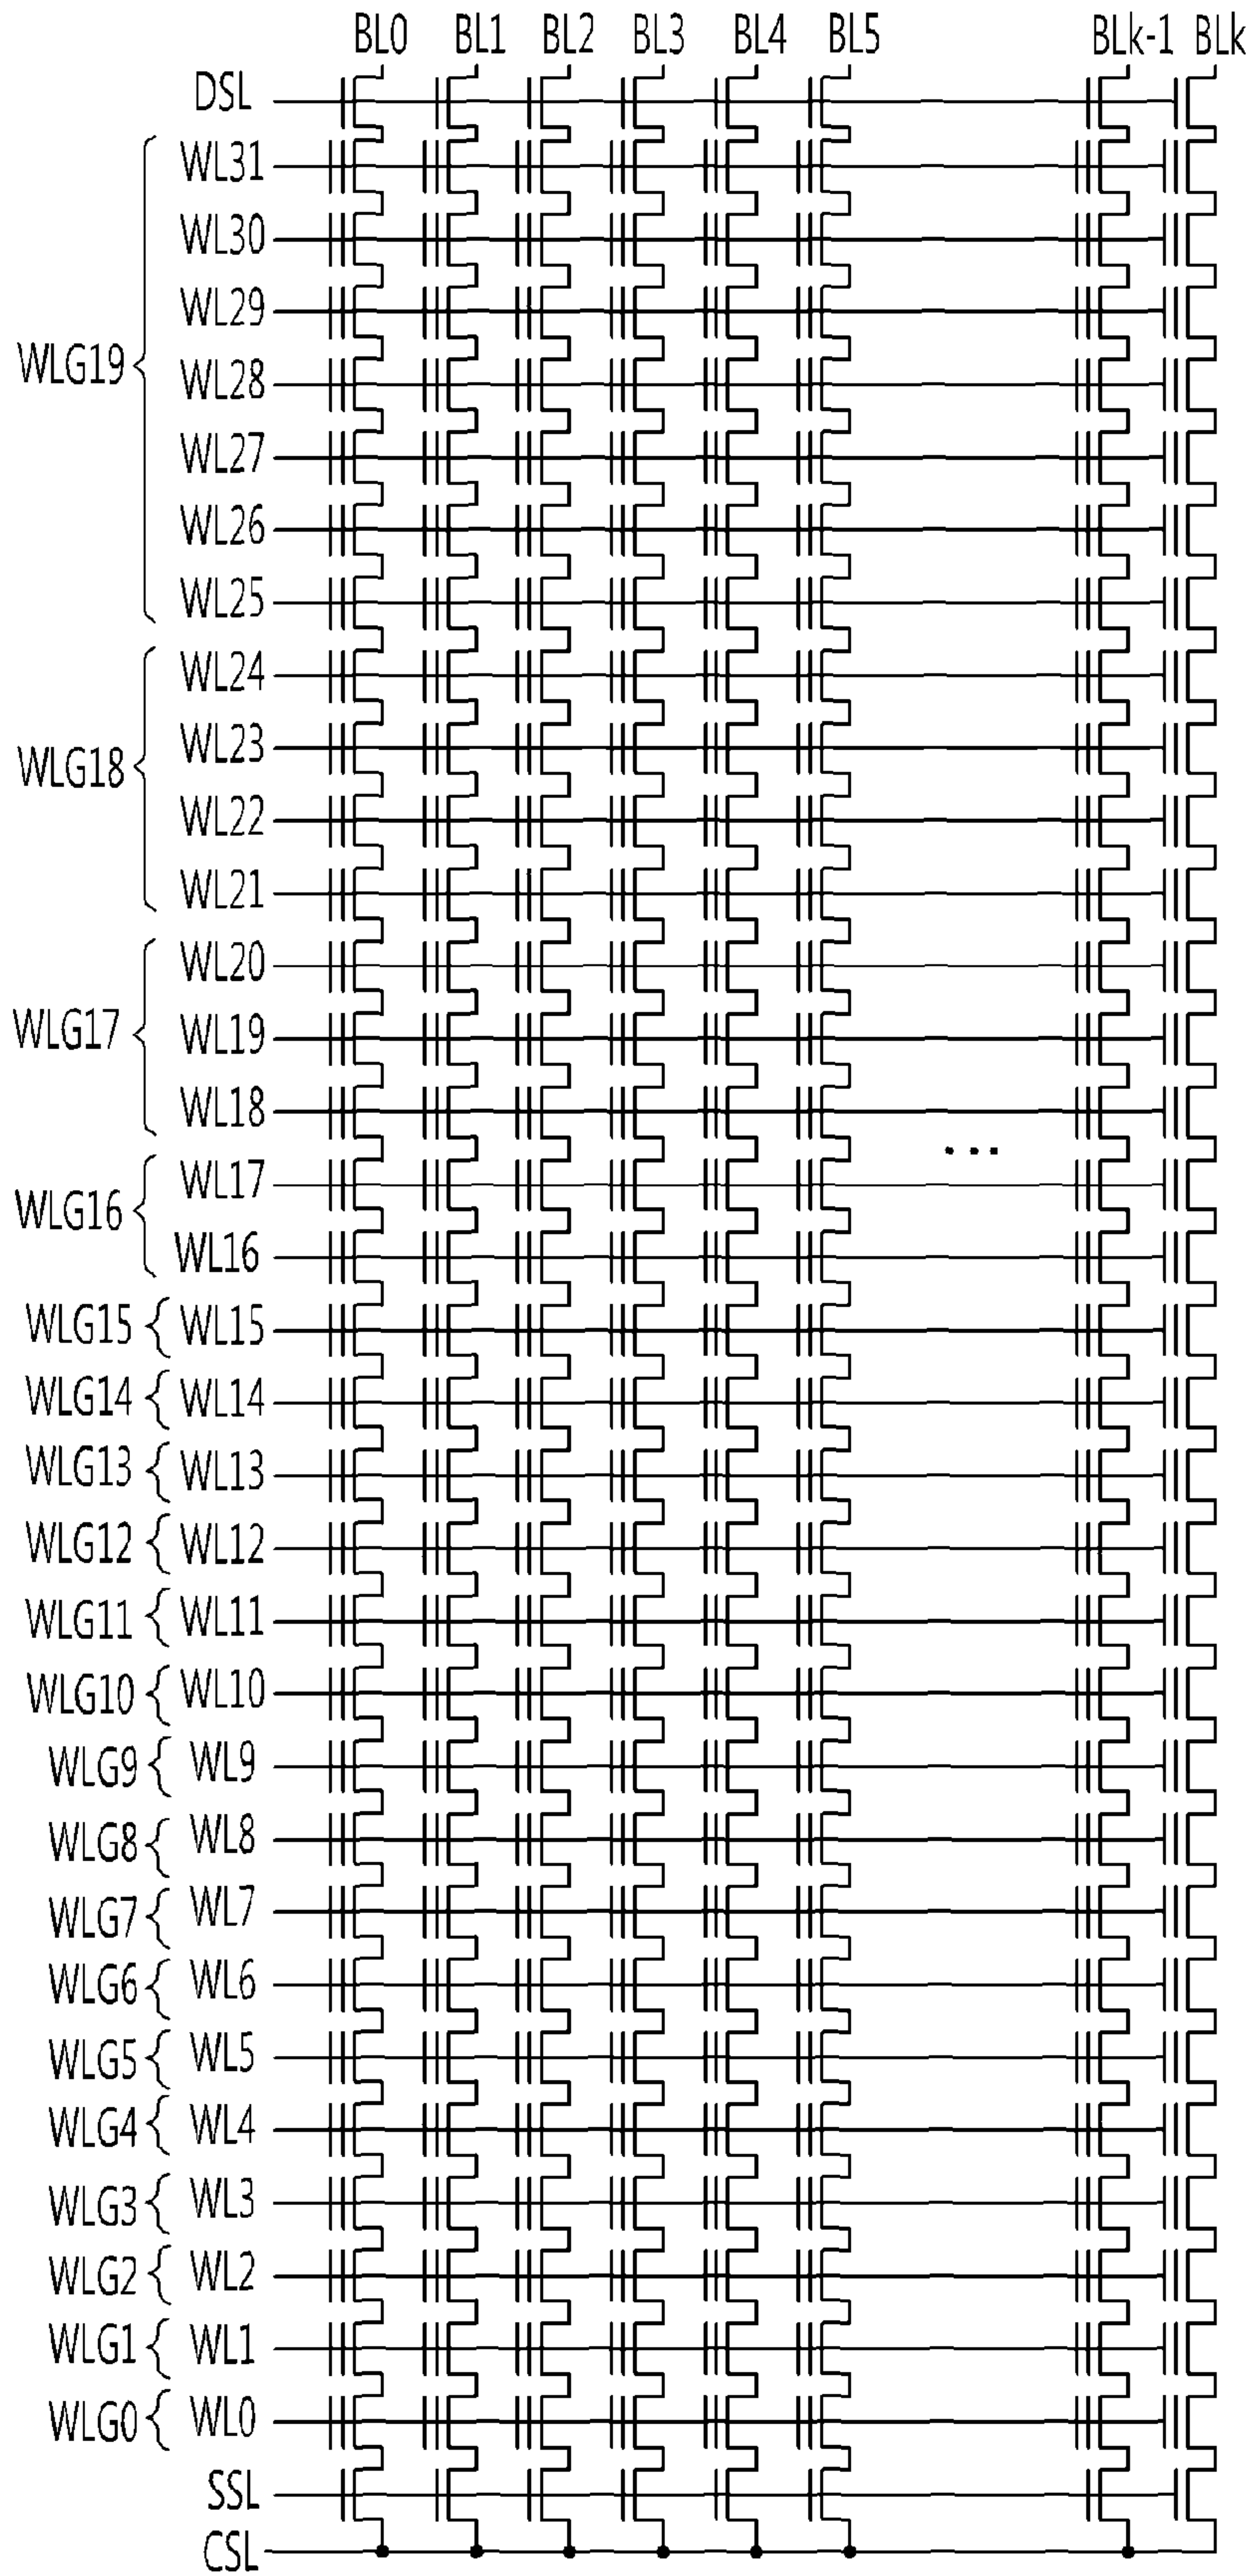 BL0 BL1 BL2 BL3 BL4 BL5 BLk-1 BLk
DSL
WL31
WL30
WL29
WLG19 WL28
WL27
WL26
WL25
WL24
WLG18 WL23
WL22
WL21
WL20
WLG17 WL19
WL18
...
WL17
WLG16
WL16
WLG15 WL15
WLG14 WL14
WLG13 WL13
WLG12 WL12
WLG11 WL11
WLG10 WL10
WLG9 WL9
WLG8 WL8
WLG7 WL7
WLG6 WL6
WLG5 WL5
WLG4 WL4
WLG3 WL3
WLG2 WL2
WLG1 WL1
WLG0 WL0
SSL
CSL